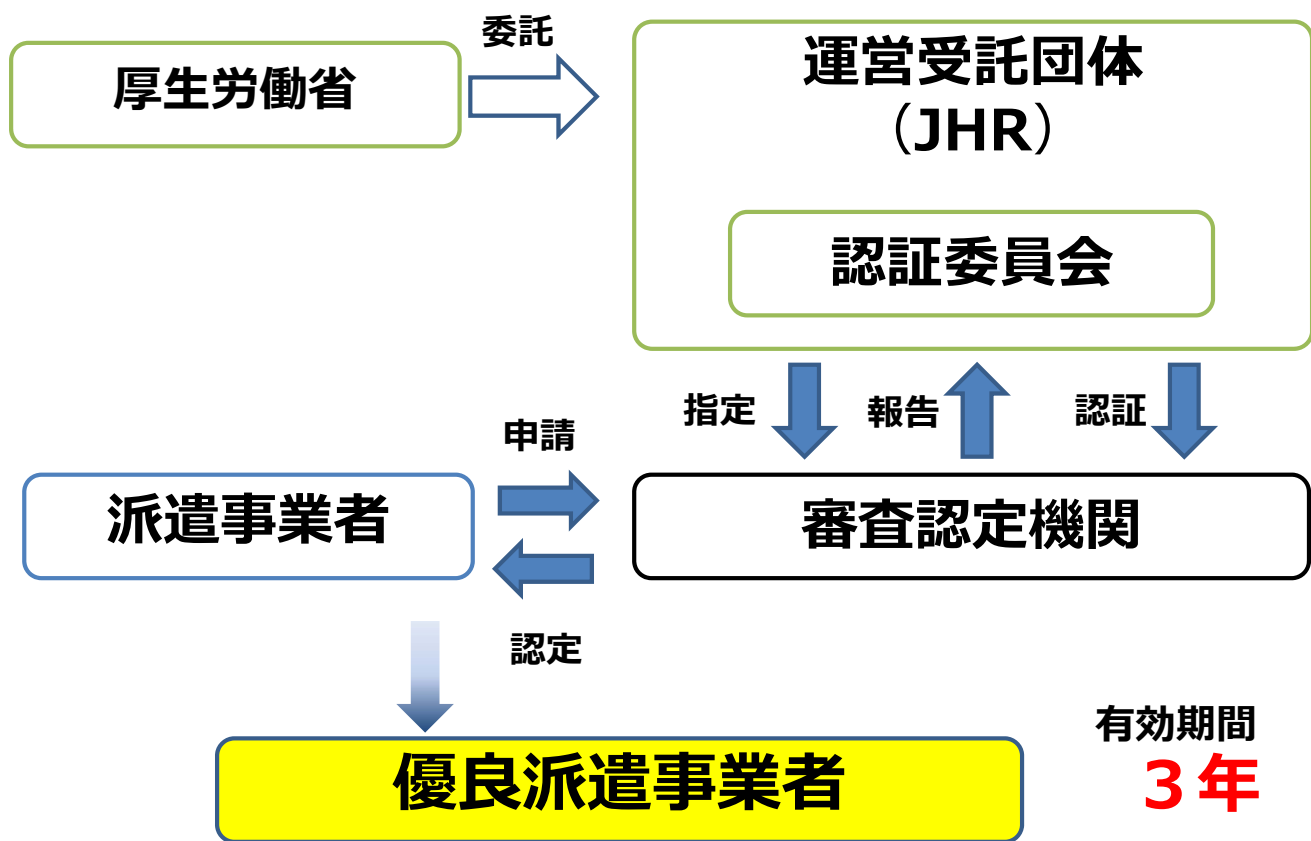 委託
厚生労働省
運営受託団体
（JHR）
認証委員会
指定
報告
認証
申請
派遣事業者
審査認定機関
認定
有効期間
３年
優良派遣事業者